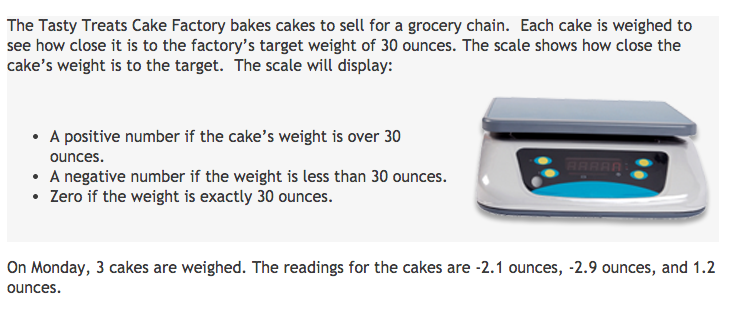 The Tasty Treats Cake Factory bakes cakes to sell for a grocery chain.  Each cake is weighed to
see how close it is to the factory's target weight of 30 ounces. The scale shows how close the
cake's weight is to the target.  The scale will display:
• A positive number if the cake's weight is over 30
ounces.
• A negative number if the weight is less than 30 ounces.
• Zero if the weight is exactly 30 ounces.
On Monday, 3 cakes are weighed. The readings for the cakes are -2.1 ounces, -2.9 ounces, and 1.2
ounces.